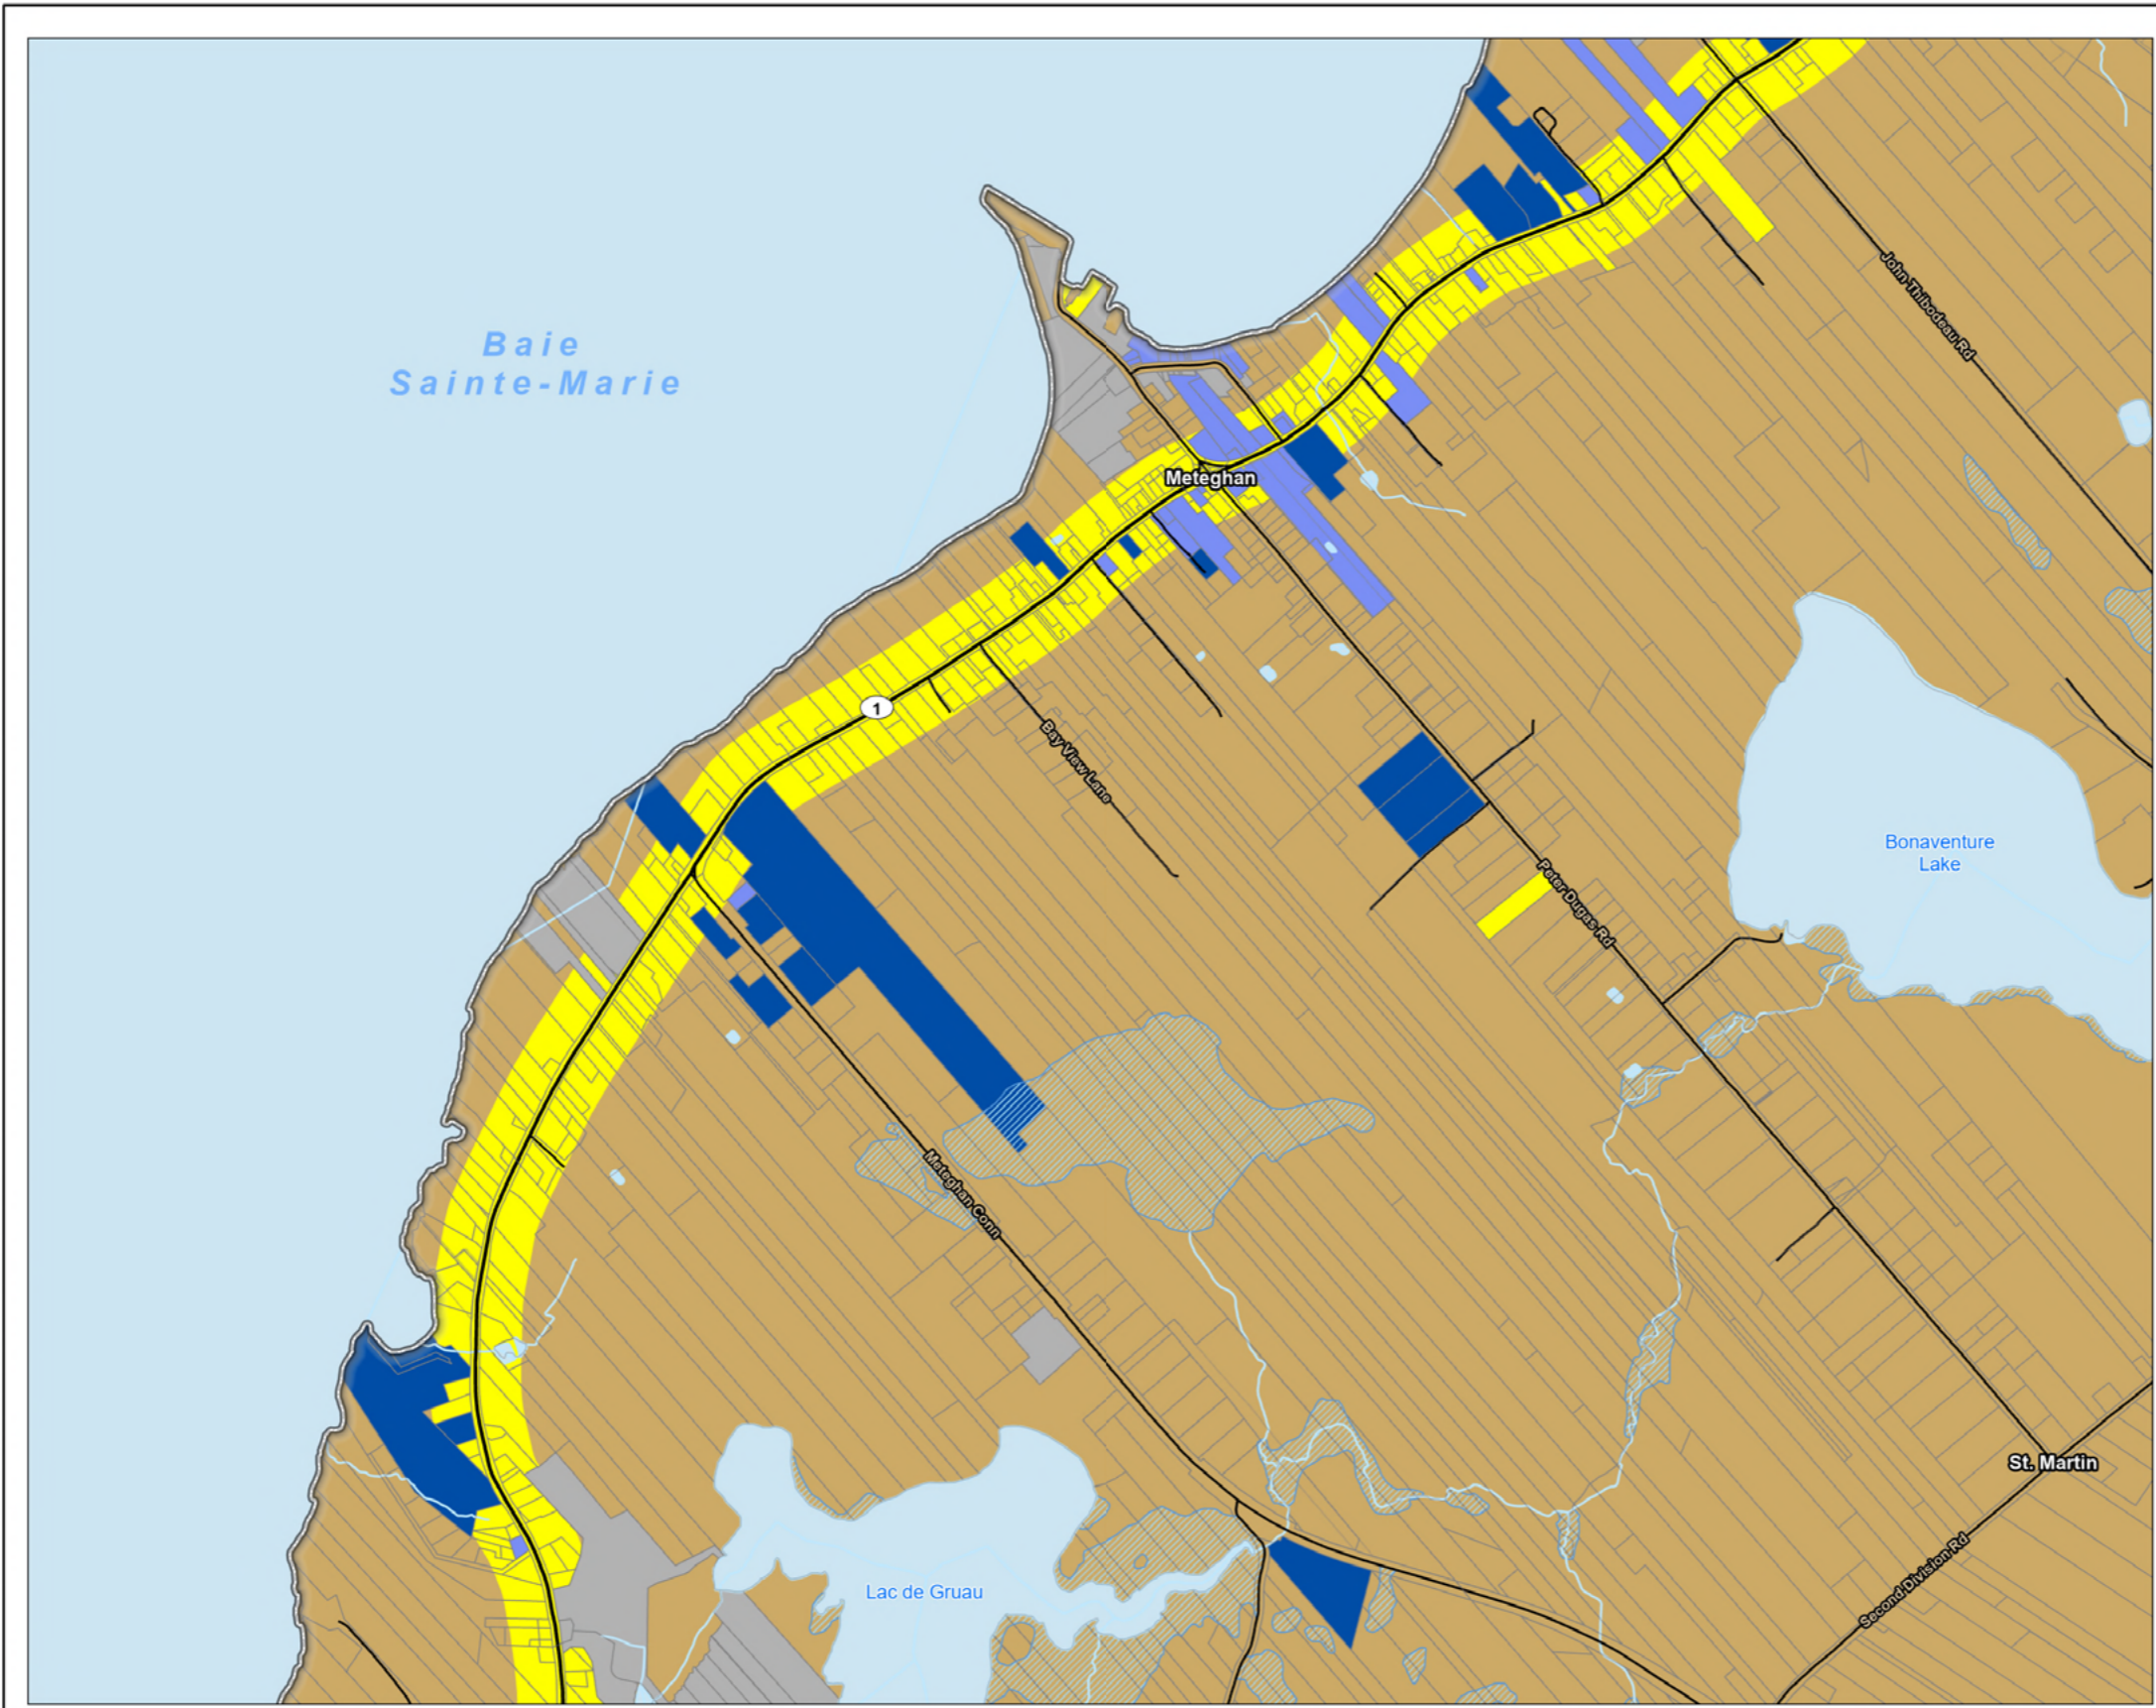 Baie
Sainte-Marie
John Thibodeau Rd
Meteghan
1
Bay View Lane
Bonaventure
Lake
Peter Dugas Rd
Meteghan Conn
St. Martin
Lac de Gruau
Second Division Rd